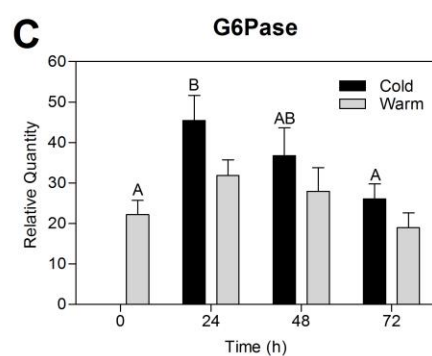 C
G6Pase
60
50
40
30
20
10
0
Relative Quantity
Cold
Warm
A
B
AB
A
0
24
48
72
Time (h)